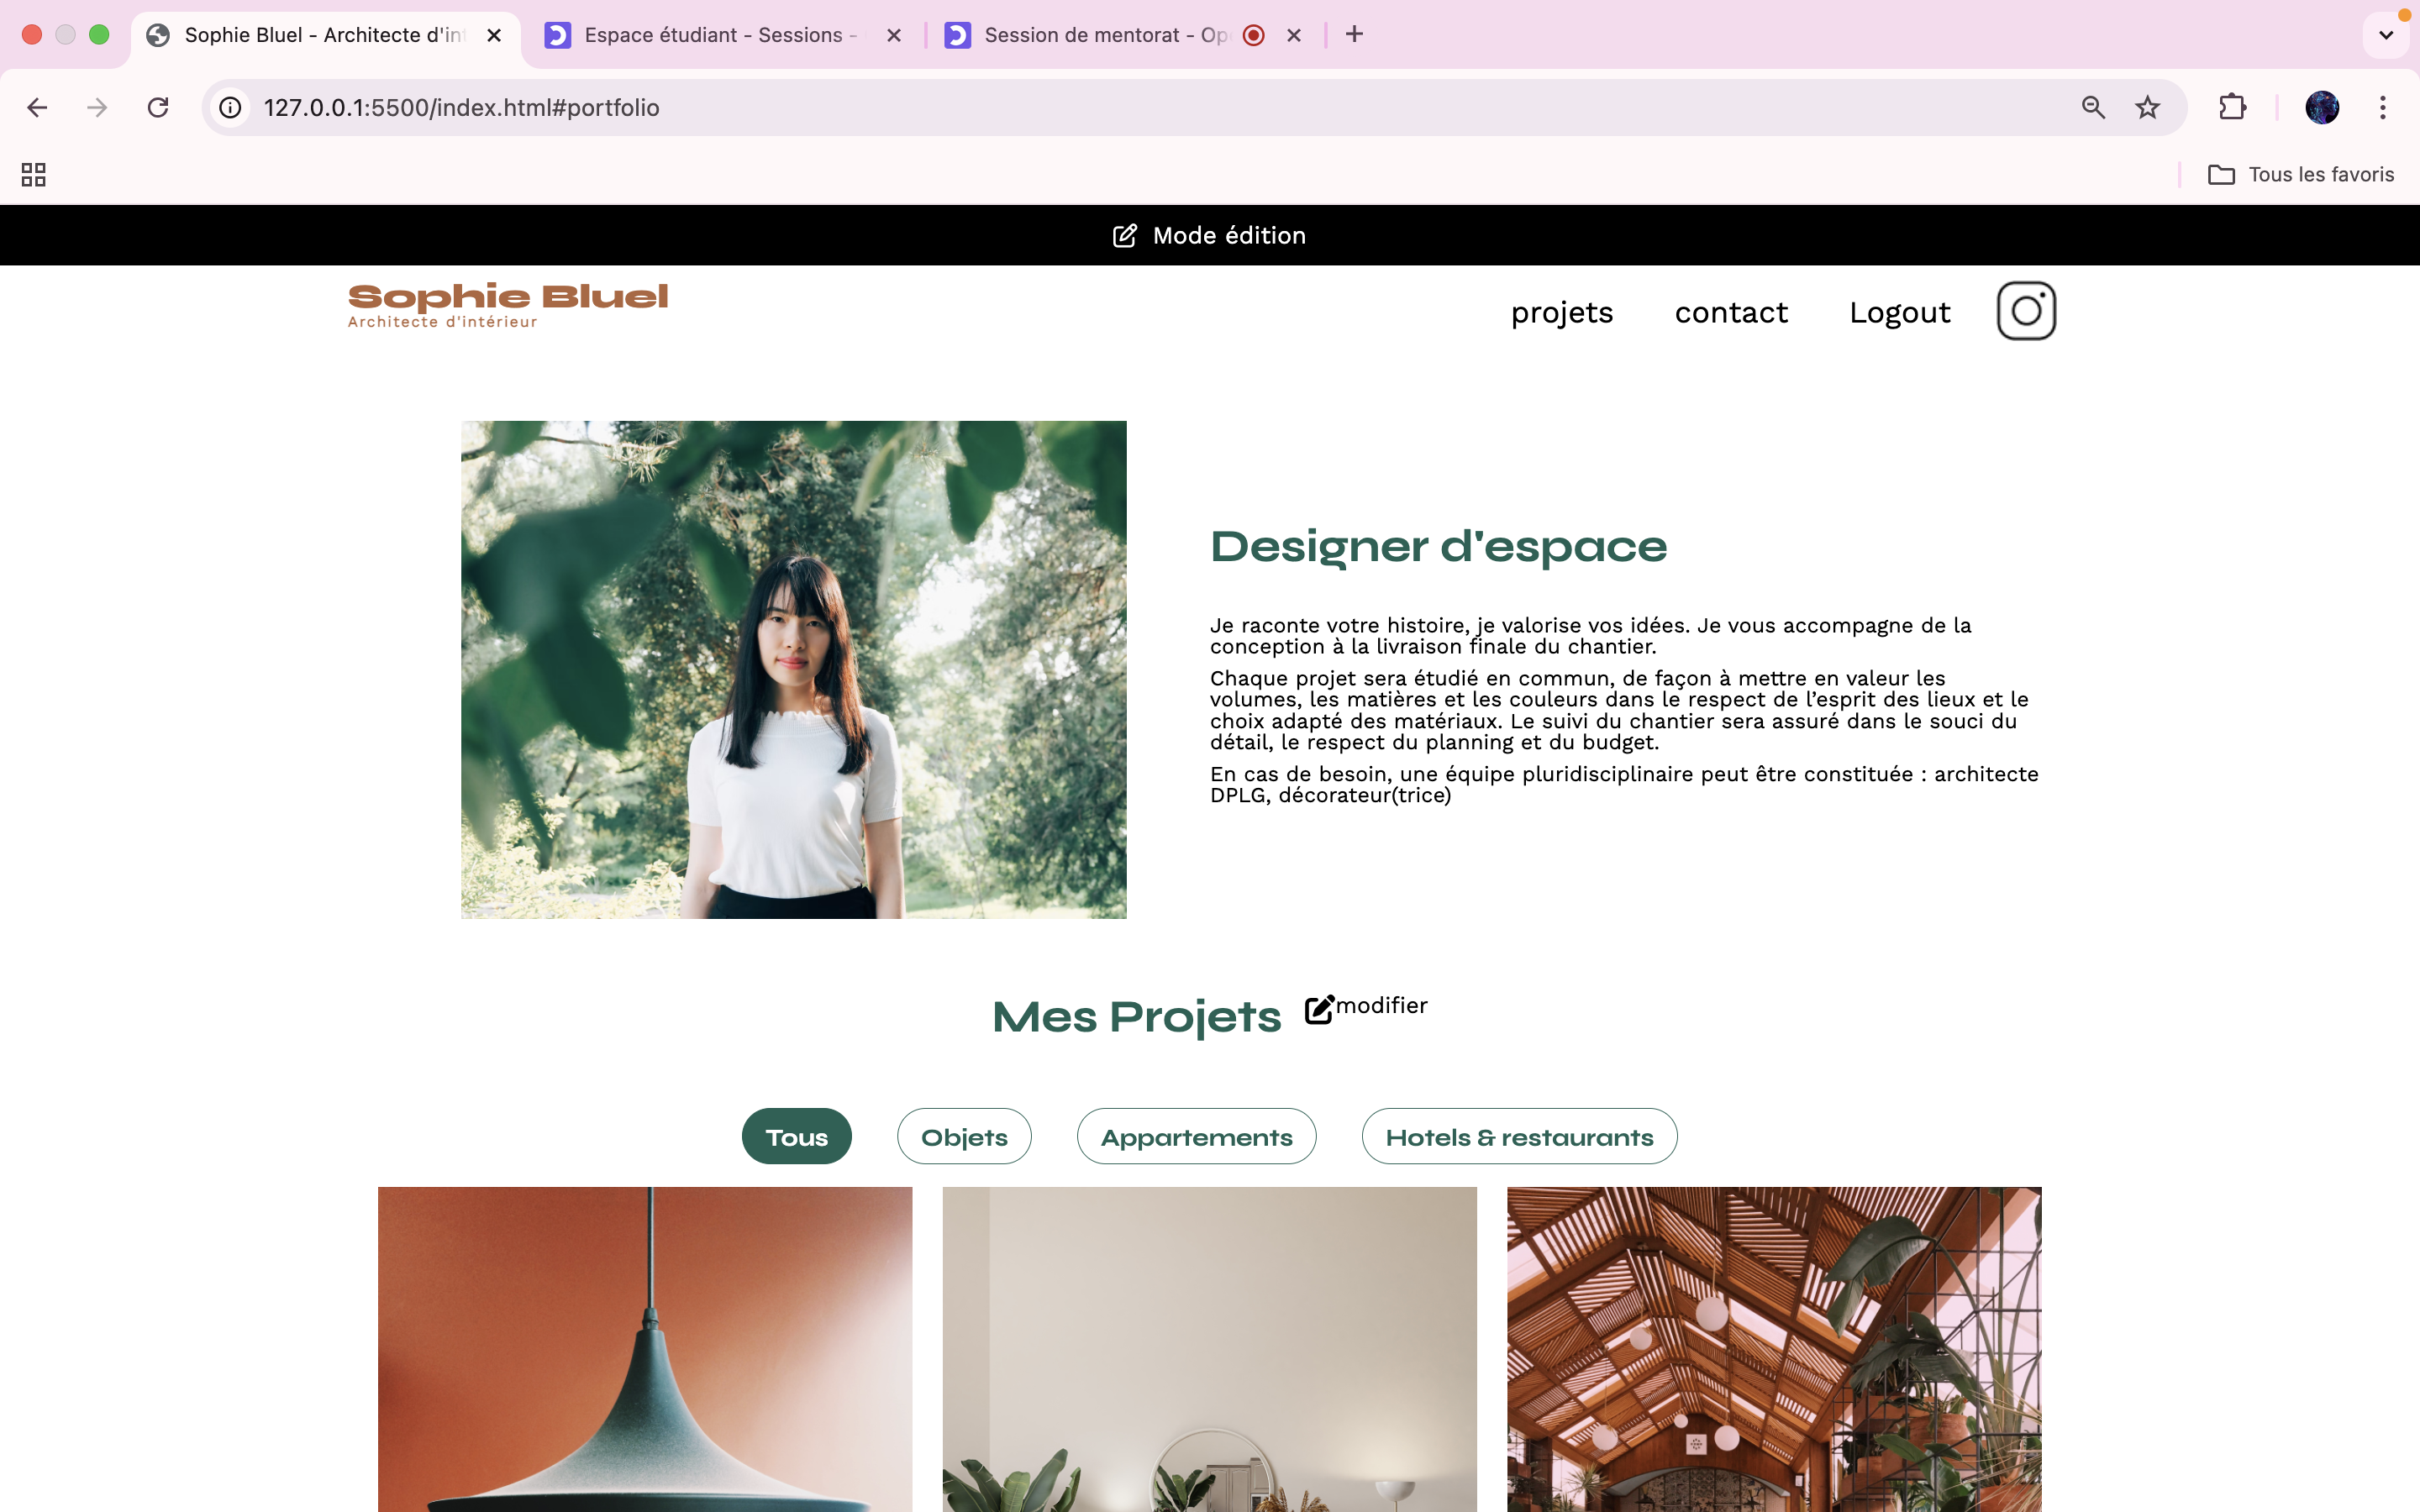 Sophie Bluel - Architecte d'in
Espace étudiant - Sessions -
Session de mentorat - Op
127.0.0.1:5500/index.html#portfolio
Tous les favoris
Mode édition
Sophie Bluel
Architecte d'intérieur
projets
contact
Logout
Designer d'espace
Je raconte votre histoire, je valorise vos idées. Je vous accompagne de la
conception à la livraison finale du chantier.
Chaque projet sera étudié en commun, de façon à mettre en valeur les
volumes, les matières et les couleurs dans le respect de l’esprit des lieux et le
choix adapté des matériaux. Le suivi du chantier sera assuré dans le souci du
détail, le respect du planning et du budget.
En cas de besoin, une équipe pluridisciplinaire peut être constituée : architecte
DPLG, décorateur(trice)
Mes Projets
modifier
Tous
Objets
Appartements
Hotels & restaurants